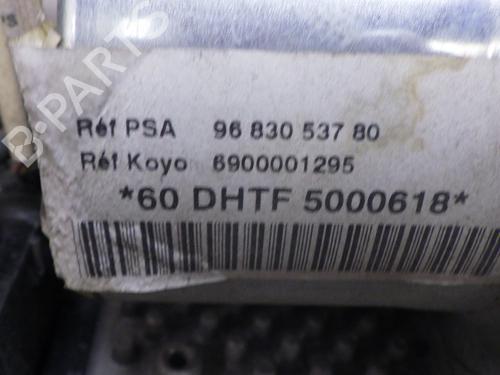 B-PARTS
Réf PSA 96 830 537 80
Réf Koyo 6900001295
*60 DHTF 5000618*